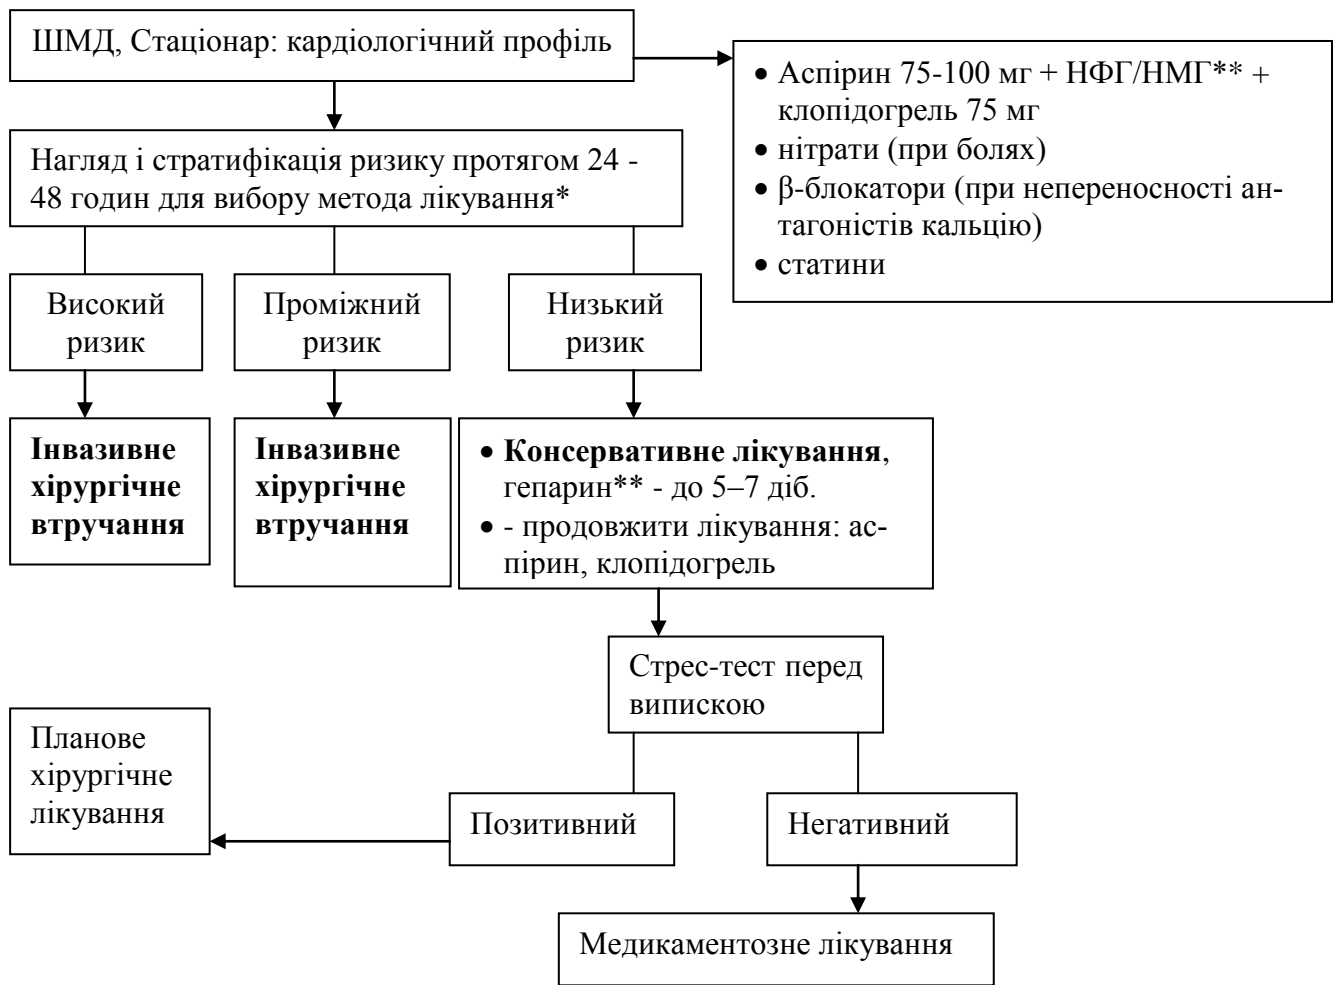 ШМД, Стаціонар: кардіологічний профіль
• Аспірин 75-100 мг + НФГ/НМГ** +
клопідогрель 75 мг
• нітрати (при болях)
• β-блокатори (при непереносності ан-
тагоністів кальцію)
• статини
Нагляд і стратифікація ризику протягом 24 -
48 годин для вибору метода лікування*
Високий
ризик
Проміжний
ризик
Низький
ризик
Інвазивне
хірургічне
втручання
Інвазивне
хірургічне
втручання
• Консервативне лікування,
гепарин** - до 5–7 діб.
• - продовжити лікування: ас-
пірин, клопідогрель
Стрес-тест перед
випискою
Планове
хірургічне
лікування
Позитивний
Негативний
Медикаментозне лікування